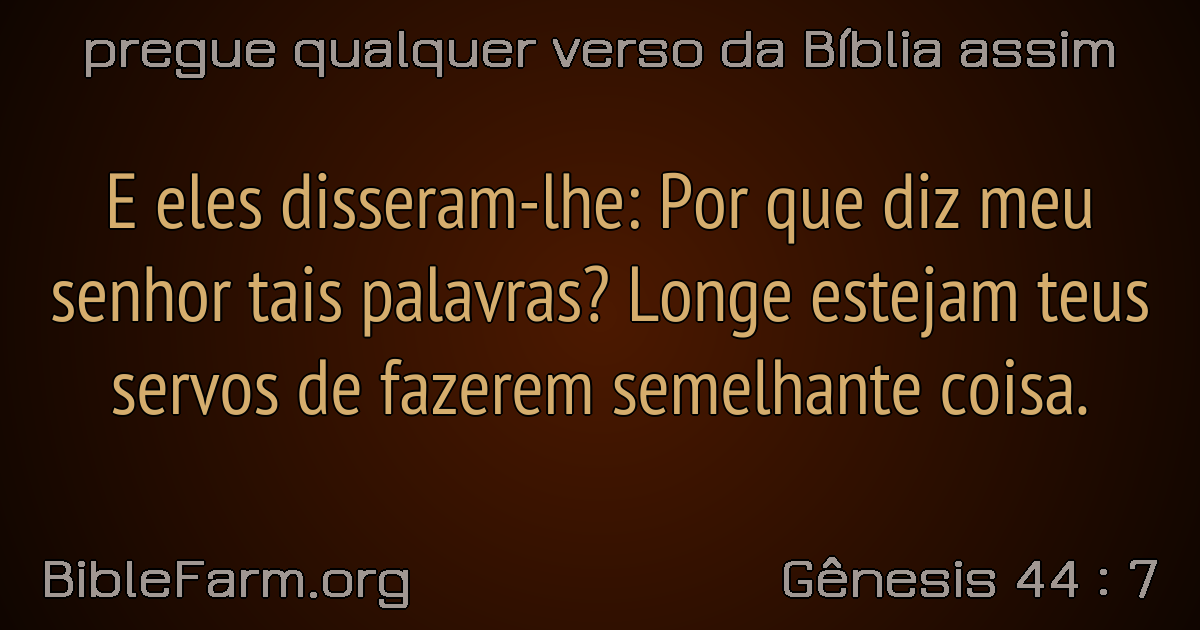 pregue qualquer verso da Bíblia assim
E eles disseram-lhe: Por que diz meu
senhor tais palavras? Longe estejam teus
servos de fazerem semelhante coisa.
BibleFarm.org
Gênesis 44 : 7